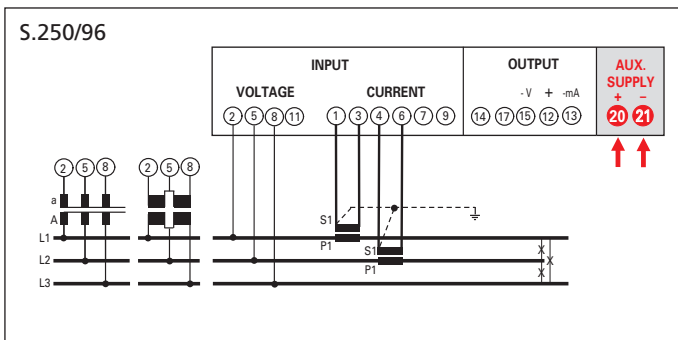 S.250/96
INPUT
OUTPUT
AUX.
SUPPLY
VOLTAGE
CURRENT
- V + -mA
+ −
2 5 8 11 1 3 4 6 7 9 14 17 15 12 13 20 21
2 5 8 2 5 8
a
A
S1
L1
P1
S1
L2
P1
L3
X
X
X